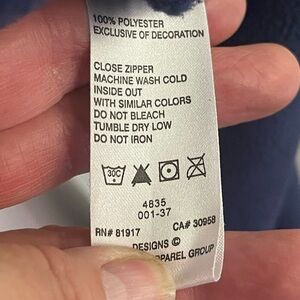 100% POLYESTER
EXCLUSIVE OF DECORATION
CLOSE ZIPPER
MACHINE WASH COLD
INSIDE OUT
WITH SIMILAR COLORS
DO NOT BLEACH
TUMBLE DRY LOW
DO NOT IRON
30C
4835
001-37
RN# 81917 CA# 30958
DESIGNS ©
APPAREL GROUP